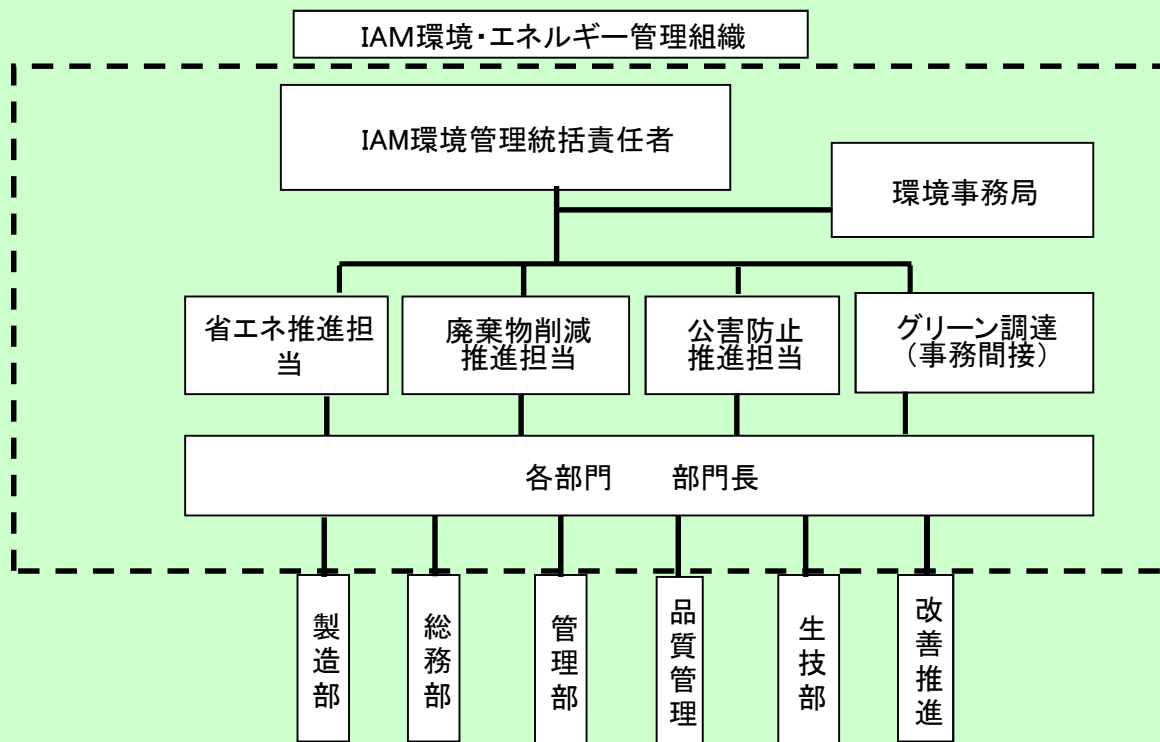 IAM環境・エネルギー管理組織
IAM環境管理統括責任者
環境事務局
省エネ推進担
当
廃棄物削減
推進担当
公害防止
推進担当
グリーン調達
（事務間接）
各部門　　部門長
製造部
総務部
管理部
品質管理
生技部
改善推進